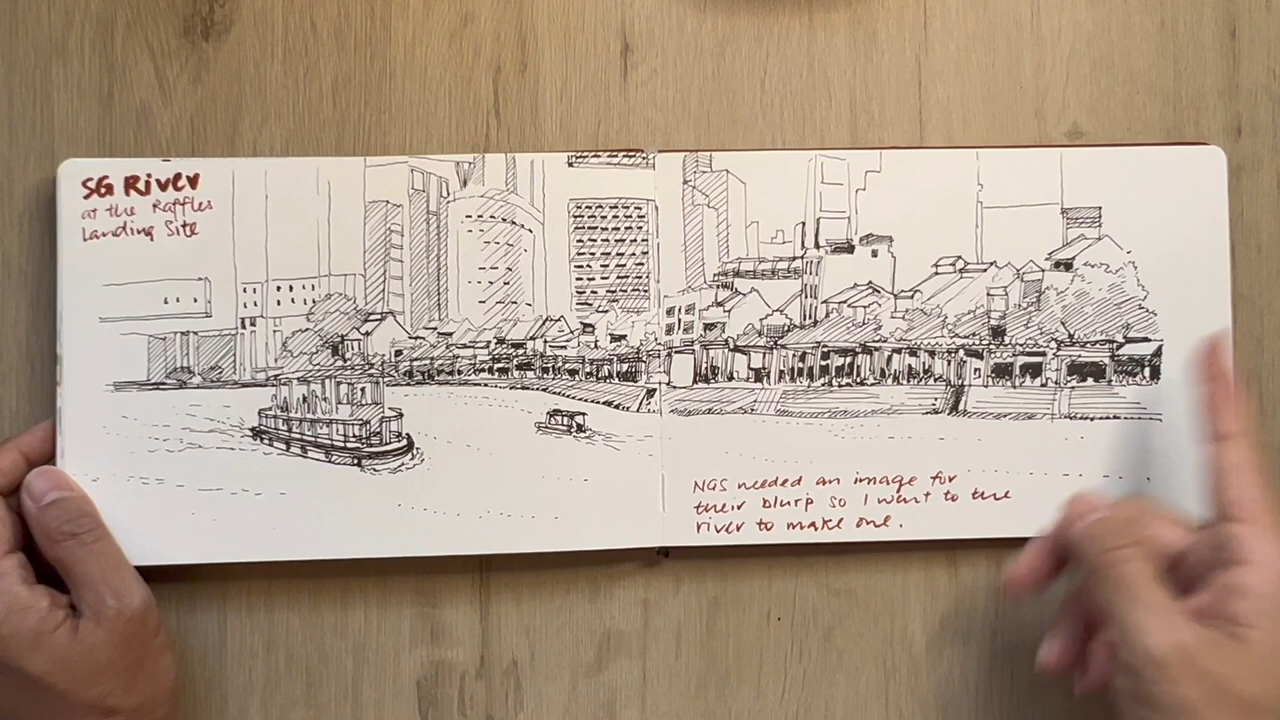 SG River
at the Raffles
Landing Site
NGS needed an image for
their blurp so I went to the
river to make one.